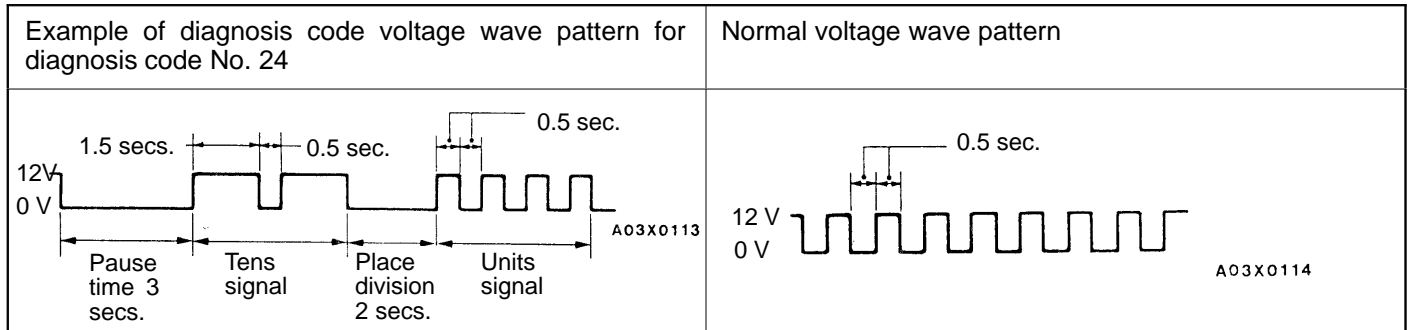 Example of diagnosis code voltage wave pattern for
diagnosis code No. 24
Normal voltage wave pattern
0.5 sec.
1.5 secs.
0.5 sec.
12V
0 V
A03X0113
Pause
time 3
secs.
Tens
signal
Place
division
2 secs.
Units
signal
0.5 sec.
12 V
0 V
A03X0114